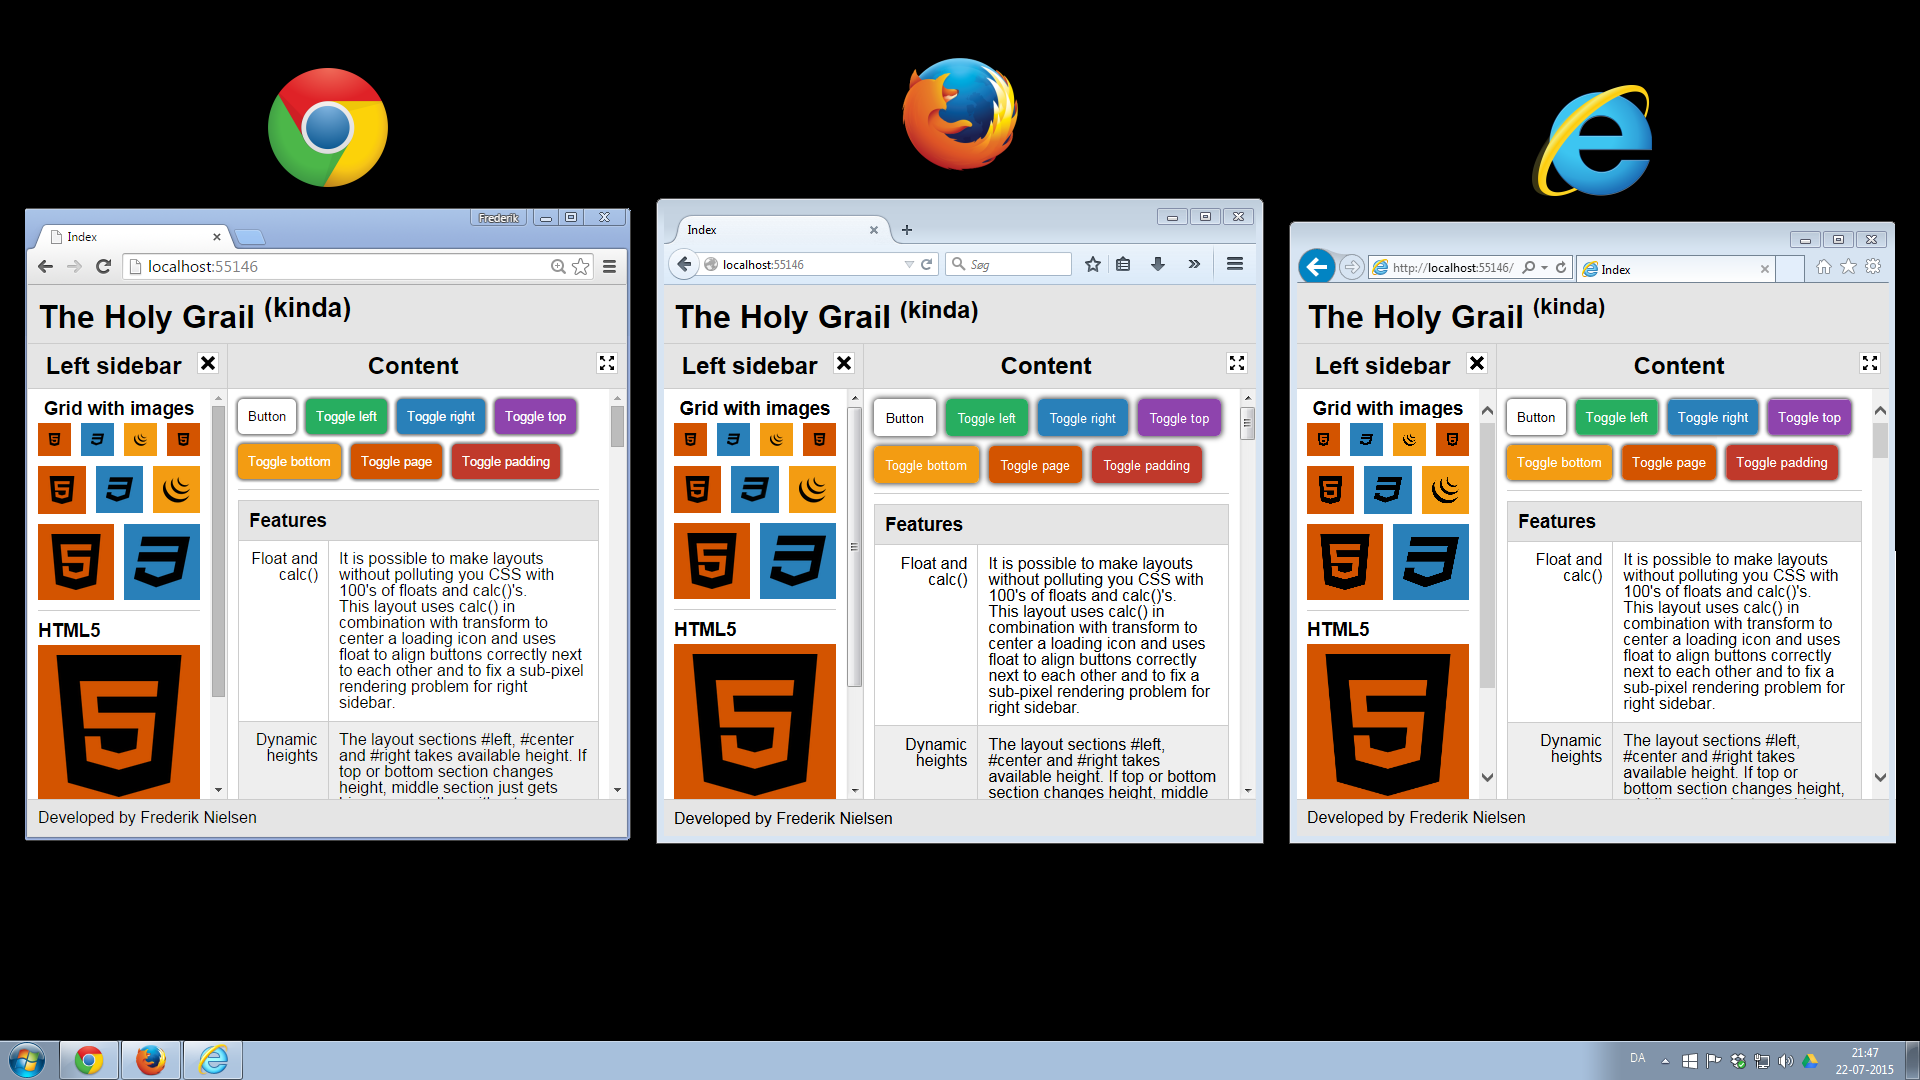 Frederik
Index
localhost:55146
The Holy Grail (kinda)
Left sidebar
Content
Grid with images
Button
Toggle left
Toggle right
Toggle top
Toggle bottom
Toggle page
Toggle padding
Features
Float and
calc()
It is possible to make layouts
without polluting you CSS with
100's of floats and calc()'s.
This layout uses calc() in
combination with transform to
center a loading icon and uses
float to align buttons correctly next
to each other and to fix a sub-pixel
rendering problem for right
sidebar.
HTML5
Dynamic
heights
The layout sections #left, #center
and #right takes available height. If
top or bottom section changes
height, middle section just gets
Developed by Frederik Nielsen
Index
localhost:55146
Søg
The Holy Grail (kinda)
Left sidebar
Content
Grid with images
Button
Toggle left
Toggle right
Toggle top
Toggle bottom
Toggle page
Toggle padding
Features
Float and
calc()
It is possible to make layouts
without polluting you CSS with
100's of floats and calc()'s.
This layout uses calc() in
combination with transform to
center a loading icon and uses
float to align buttons correctly
next to each other and to fix a
sub-pixel rendering problem for
right sidebar.
HTML5
Dynamic
heights
The layout sections #left,
#center and #right takes
available height. If top or bottom
section changes height, middle
Developed by Frederik Nielsen
http://localhost:55146/
Index
The Holy Grail (kinda)
Left sidebar
Content
Grid with images
Button
Toggle left
Toggle right
Toggle top
Toggle bottom
Toggle page
Toggle padding
Features
Float and
calc()
It is possible to make layouts
without polluting you CSS with
100's of floats and calc()'s.
This layout uses calc() in
combination with transform to
center a loading icon and uses
float to align buttons correctly
next to each other and to fix a
sub-pixel rendering problem for
right sidebar.
HTML5
Dynamic
heights
The layout sections #left,
#center and #right takes
available height. If top or
bottom section changes height,
Developed by Frederik Nielsen
DA
21:47
22-07-2015